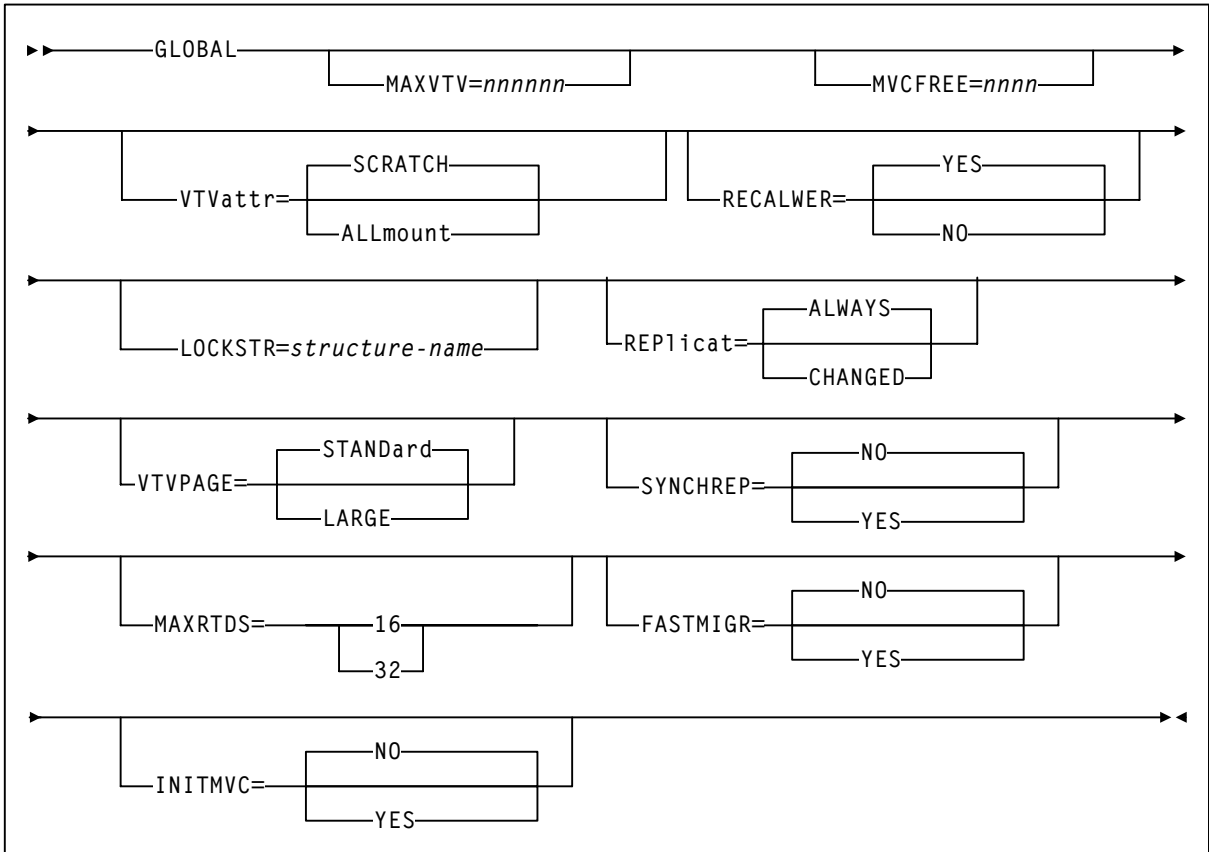 GLOBAL
MAXVTV=nnnnnn
MVCFREE=nnnn
VTVattr=
SCRATCH
ALLmount
RECALWER=
YES
NO
LOCKSTR=structure-name
REPlicat=
ALWAYS
CHANGED
VTVPAGE=
STANDard
LARGE
SYNCHREP=
NO
YES
MAXRTDS=
16
32
FASTMIGR=
NO
YES
INITMVC=
NO
YES